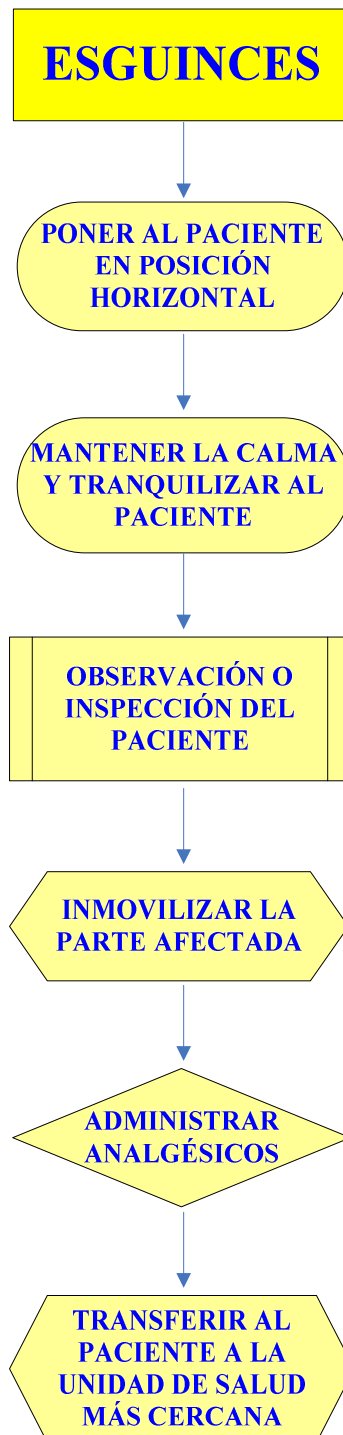 ESGUINCES
PONER AL PACIENTE
EN POSICIÓN
HORIZONTAL
MANTENER LA CALMA
Y TRANQUILIZAR AL
PACIENTE
OBSERVACIÓN O
INSPECCIÓN DEL
PACIENTE
INMOVILIZAR LA
PARTE AFECTADA
ADMINISTRAR
ANALGÉSICOS
TRANSFERIR AL
PACIENTE A LA
UNIDAD DE SALUD
MÁS CERCANA